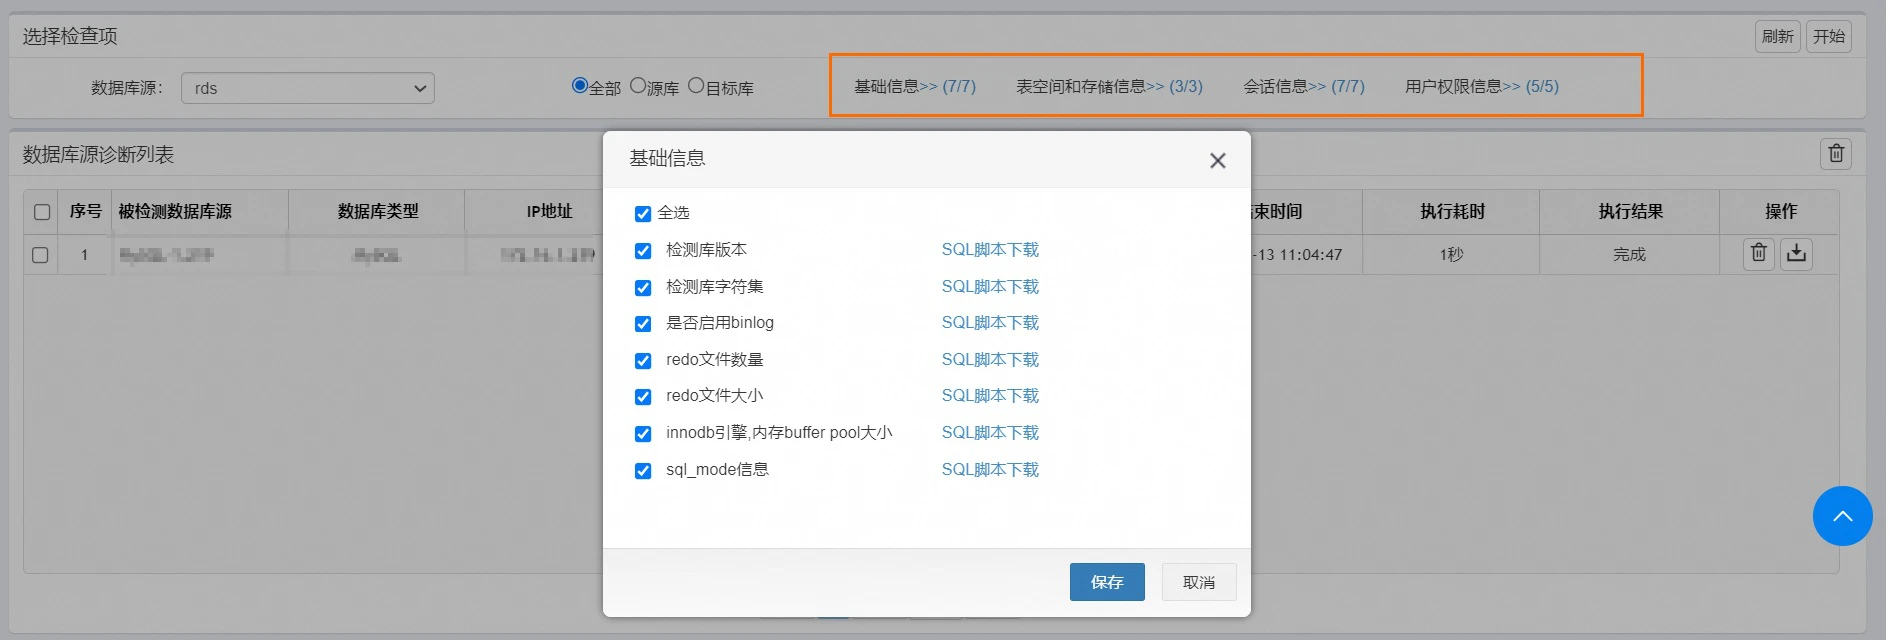 选择检查项
刷新 开始
数据库源： rds 全部 源库 目标库 基础信息>> (7/7) 表空间和存储信息>> (3/3) 会话信息>> (7/7) 用户权限信息>> (5/5)
数据库源诊断列表
序号 被检测数据库源 数据库类型 IP地址 束时间 执行耗时 执行结果 操作
1 -13 11:04:47 1秒 完成
基础信息
全选
检测库版本 SQL脚本下载
检测库字符集 SQL脚本下载
是否启用binlog SQL脚本下载
redo文件数量 SQL脚本下载
redo文件大小 SQL脚本下载
innodb引擎,内存buffer pool大小 SQL脚本下载
sql_mode信息 SQL脚本下载
保存 取消